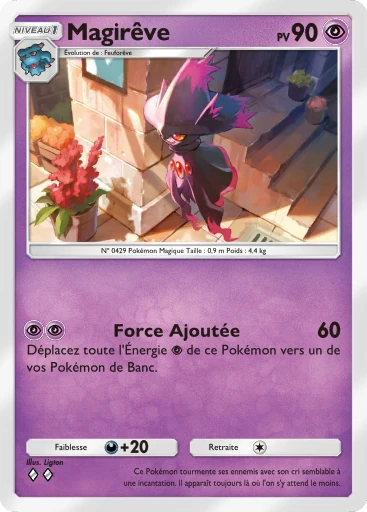 NIVEAU 1
Magirêve
PV 90
Évolution de : Feuforêve
N° 0429 Pokémon Magique Taille : 0,9 m Poids : 4.4 kg
Force Ajoutée 60
Déplacez toute l'Énergie de ce Pokémon vers un de
vos Pokémon de Banc.
Faiblesse +20
Retraite
Illus. Ligton
Ce Pokémon tourmente ses ennemis avec son cri semblable à
une incantation. Il apparaît toujours là où l'on s'y attend le moins.